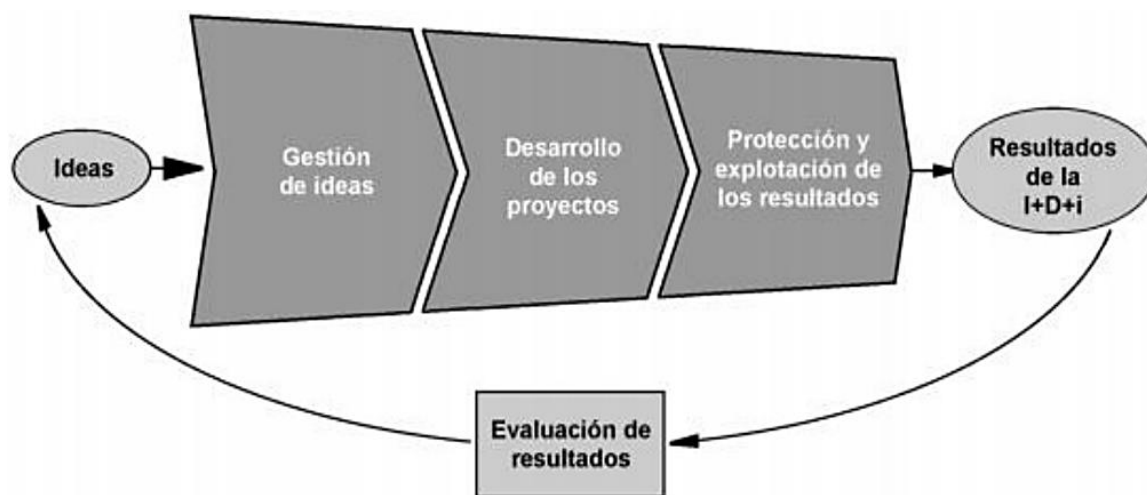 Ideas
Gestión
de ideas
Desarrollo
de los
proyectos
Protección y
explotación de
los resultados
Resultados
de la
I+D+i
Evaluación de
resultados